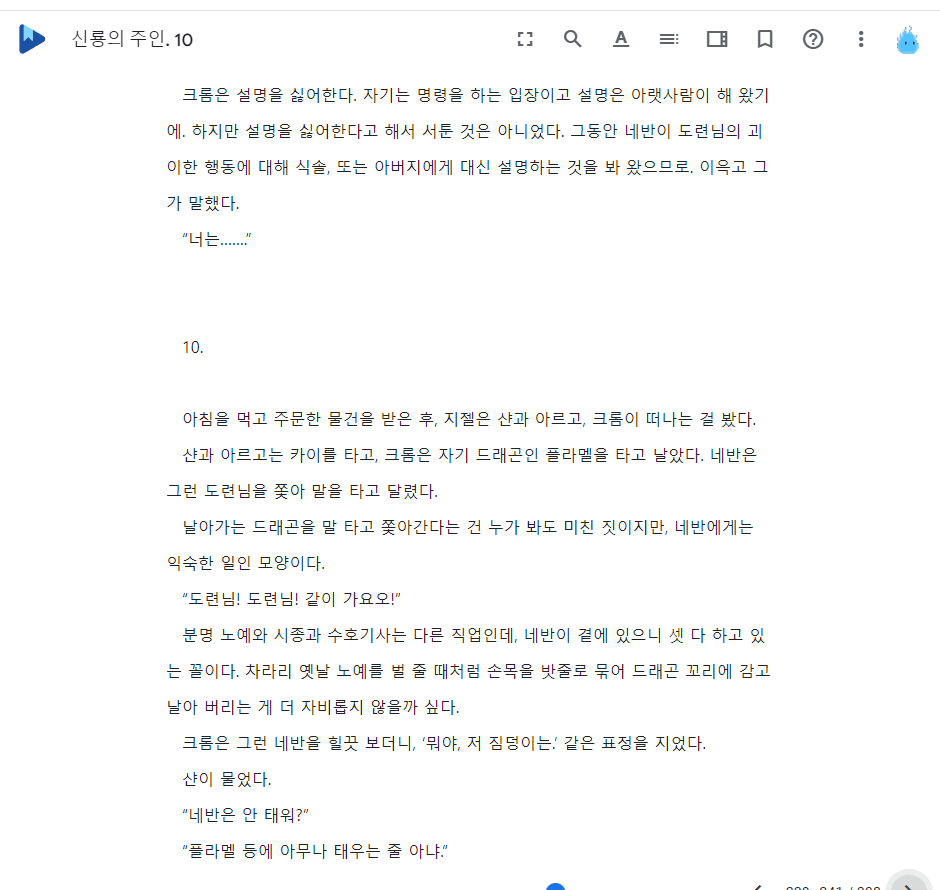 신룡의 주인. 10
크롬은 설명을 싫어한다. 자기는 명령을 하는 입장이고 설명은 아랫사람이 해 왔기
에. 하지만 설명을 싫어한다고 해서 서툰 것은 아니었다. 그동안 네반이 도련님의 괴
이한 행동에 대해 식솔, 또는 아버지에게 대신 설명하는 것을 봐 왔으므로. 이윽고 그
가 말했다.
“너는…….”
10.
아침을 먹고 주문한 물건을 받은 후, 지젤은 샨과 아르고, 크롬이 떠나는 걸 봤다.
샨과 아르고는 카이를 타고, 크롬은 자기 드래곤인 플라멜을 타고 날았다. 네반은
그런 도련님을 쫒아 말을 타고 달렸다.
날아가는 드래곤을 말 타고 쫒아간다는 건 누가 봐도 미친 짓이지만, 네반에게는
익숙한 일인 모양이다.
“도련님! 도련님! 같이 가요오!”
분명 노예와 시종과 수호기사는 다른 직업인데, 네반이 곁에 있으니 셋 다 하고 있
는 꼴이다. 차라리 옛날 노예를 벌 줄 때처럼 손목을 밧줄로 묶어 드래곤 꼬리에 감고
날아 버리는 게 더 자비롭지 않을까 싶다.
크롬은 그런 네반을 힐끗 보더니, ‘뭐야, 저 짐덩이는.’ 같은 표정을 지었다.
샨이 물었다.
“네반은 안 태워?”
“플라멜 등에 아무나 태우는 줄 아냐.”